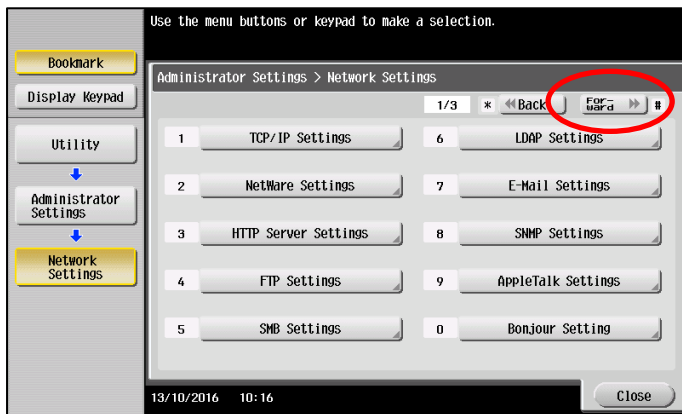 Use the menu buttons or keypad to make a selection.
Bookmark
Display Keypad
Utility
Administrator
Settings
Network
Settings
Administrator Settings > Network Settings
1/3 * Back For-
ward #
1 TCP/IP Settings 6 LDAP Settings
2 NetWare Settings 7 E-Mail Settings
3 HTTP Server Settings 8 SNMP Settings
4 FTP Settings 9 AppleTalk Settings
5 SMB Settings 0 Bonjour Setting
13/10/2016 10:16 Close